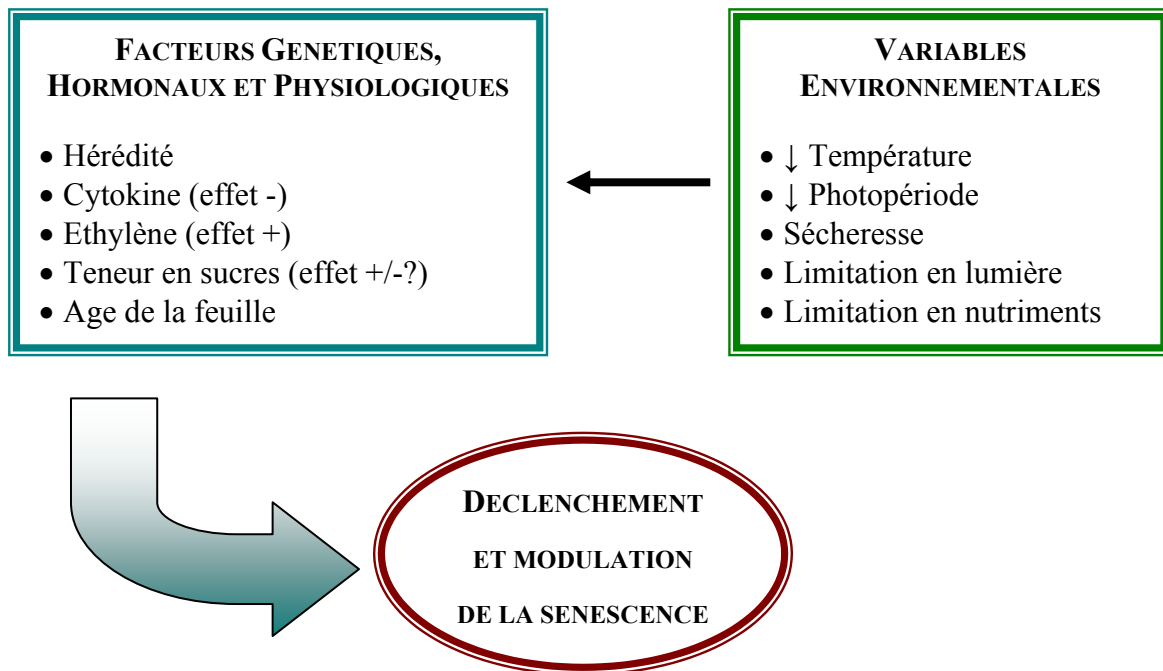 FACTEURS GENETIQUES,
HORMONAUX ET PHYSIOLOGIQUES
• Hérédité
• Cytokine (effet -)
• Ethylène (effet +)
• Teneur en sucres (effet +/-?)
• Age de la feuille
VARIABLES
ENVIRONNEMENTALES
• ↓ Température
• ↓ Photopériode
• Sécheresse
• Limitation en lumière
• Limitation en nutriments
DECLENCHEMENT
ET MODULATION
DE LA SENESCENCE